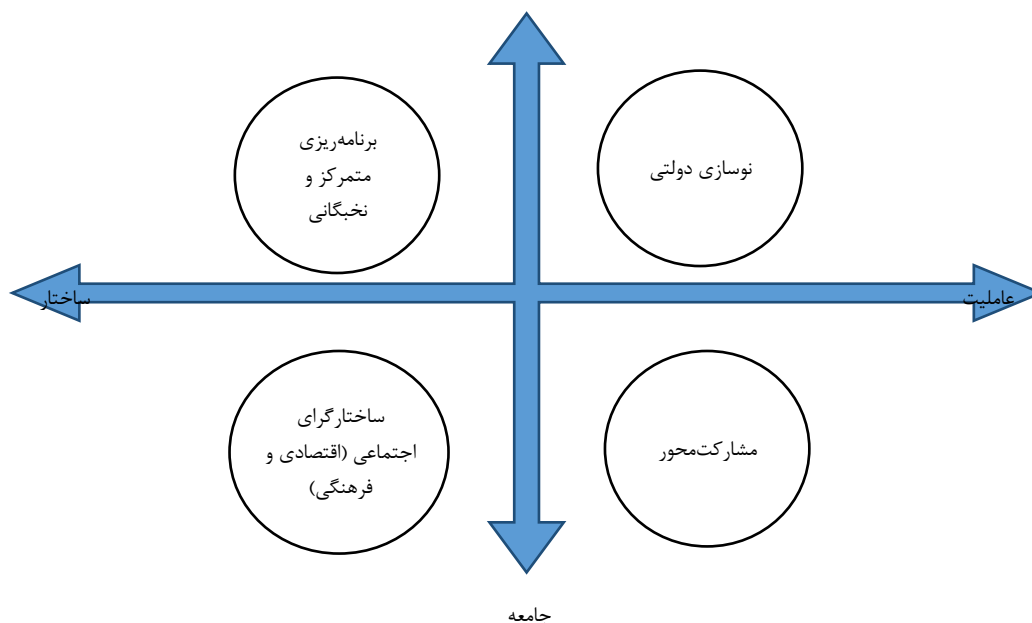 برنامه‌ریزی
متمرکز و
نخبگانی
نوسازی دولتی
ساختار
عاملیت
ساختارگرای
اجتماعی (اقتصادی و
فرهنگی)
مشارکت‌محور
جامعه